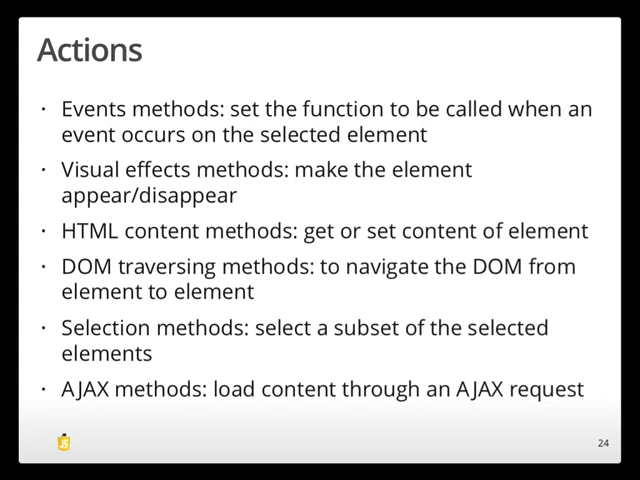 Actions
· Events methods: set the function to be called when an
event occurs on the selected element
· Visual effects methods: make the element
appear/disappear
· HTML content methods: get or set content of element
· DOM traversing methods: to navigate the DOM from
element to element
· Selection methods: select a subset of the selected
elements
· AJAX methods: load content through an AJAX request
JS
24